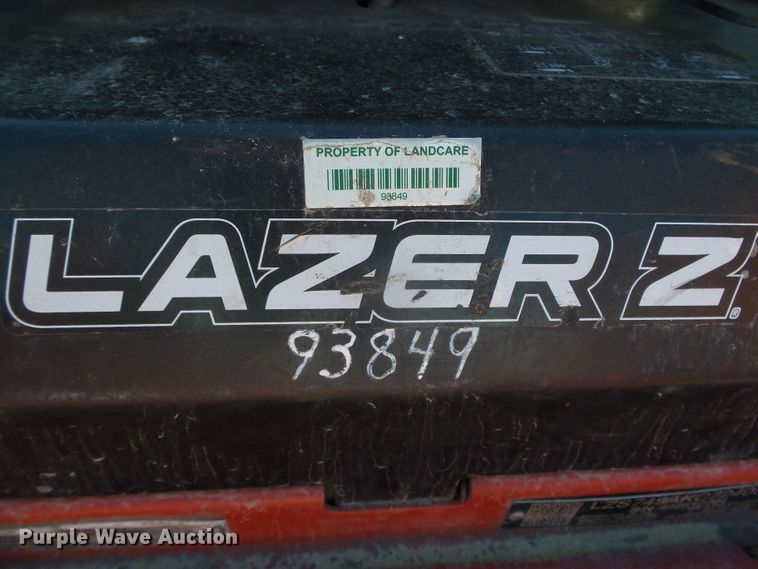 PROPERTY OF LANDCARE
93849
LAZER Z
93849
Purple Wave Auction